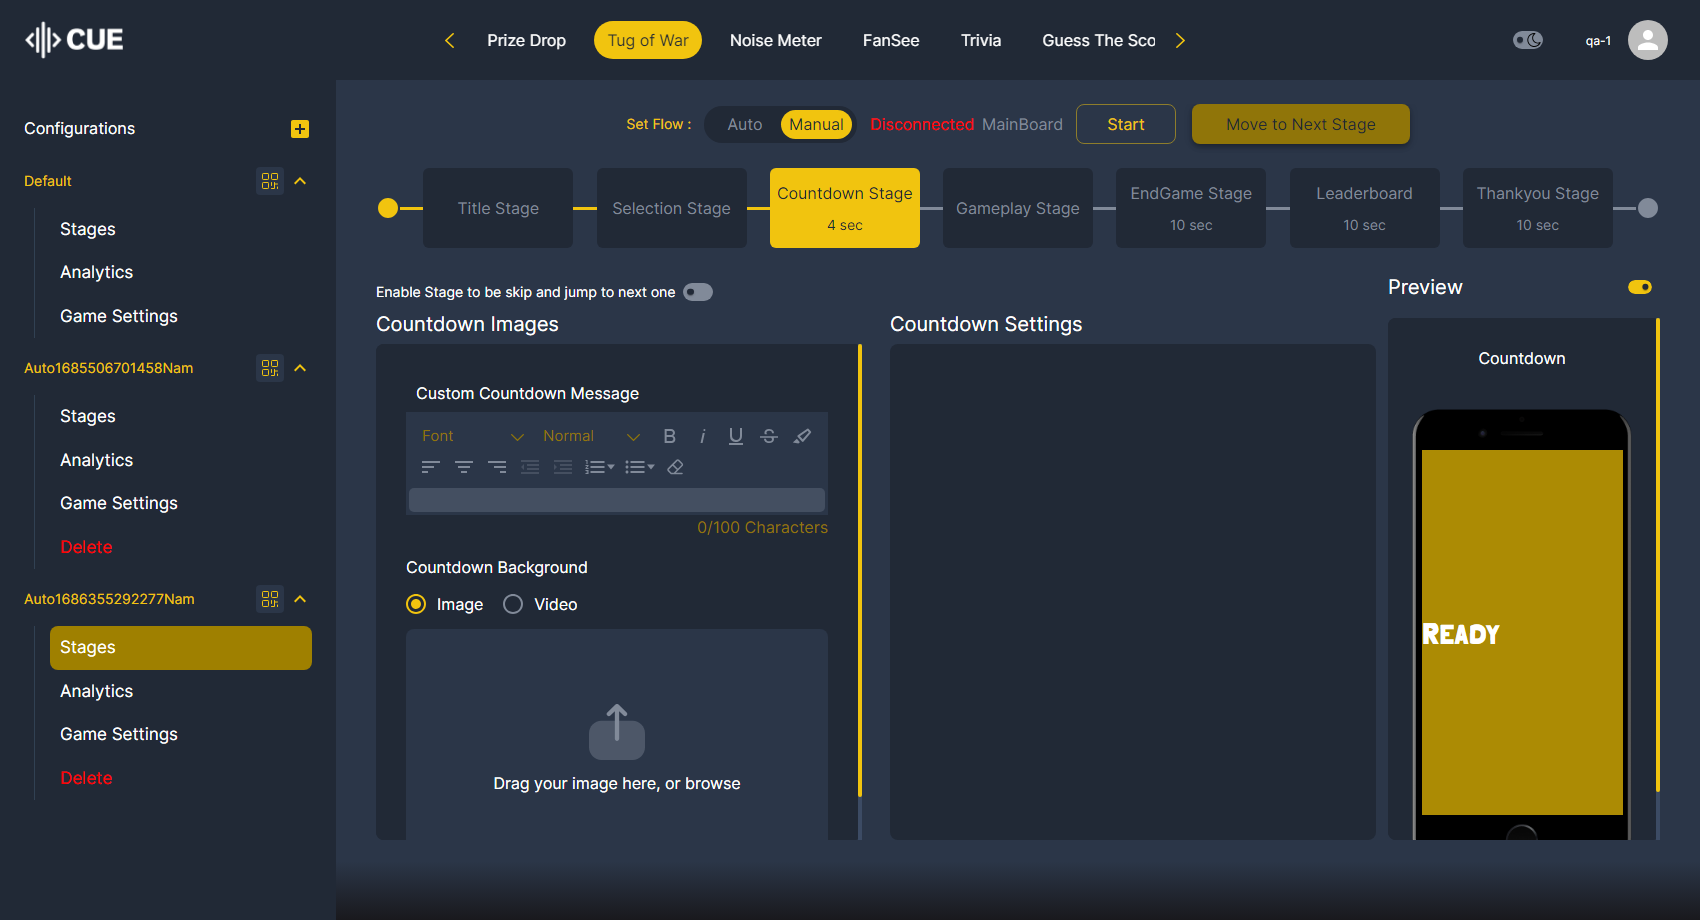 CUE
Prize Drop
Tug of War
Noise Meter
FanSee
Trivia
Guess The Sco
qa-1
Configurations
Default
Stages
Analytics
Game Settings
Auto1685506701458Nam
Stages
Analytics
Game Settings
Delete
Auto1686355292277Nam
Stages
Analytics
Game Settings
Delete
Set Flow :
Auto
Manual
Disconnected MainBoard
Start
Move to Next Stage
Title Stage
Selection Stage
Countdown Stage
4 sec
Gameplay Stage
EndGame Stage
10 sec
Leaderboard
10 sec
Thankyou Stage
10 sec
Enable Stage to be skip and jump to next one
Countdown Images
Custom Countdown Message
Font
Normal
B
i
U
S
0/100 Characters
Countdown Background
Image
Video
Drag your image here, or browse
Countdown Settings
Preview
Countdown
READY